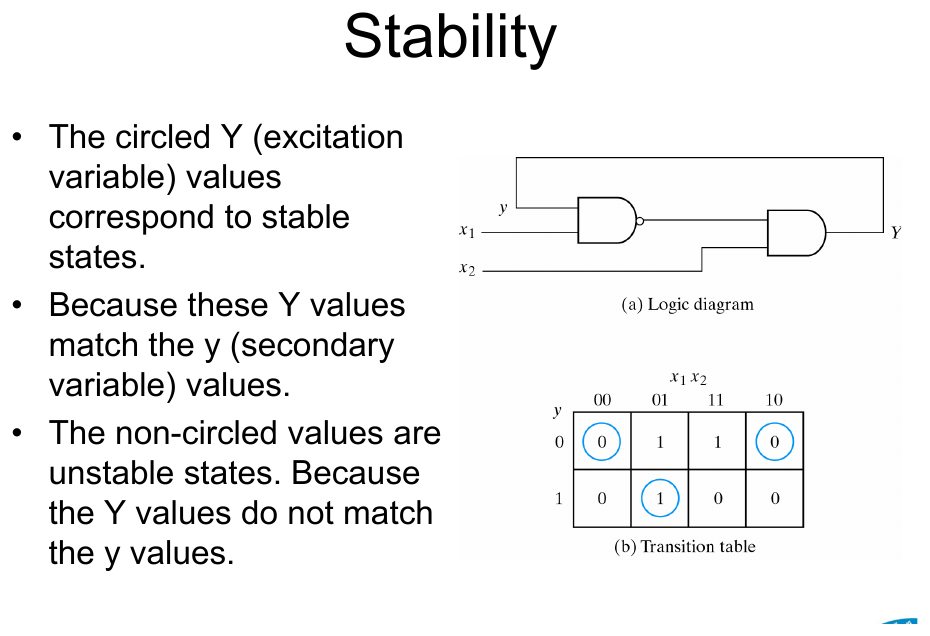 Stability
• The circled Y (excitation
variable) values
correspond to stable
states.
• Because these Y values
match the y (secondary
variable) values.
• The non-circled values are
unstable states. Because
the Y values do not match
the y values.
y
x1
x2
Y
(a) Logic diagram
x1 x2
y 00 01 11 10
0 0 1 1 0
1 0 1 0 0
(b) Transition table